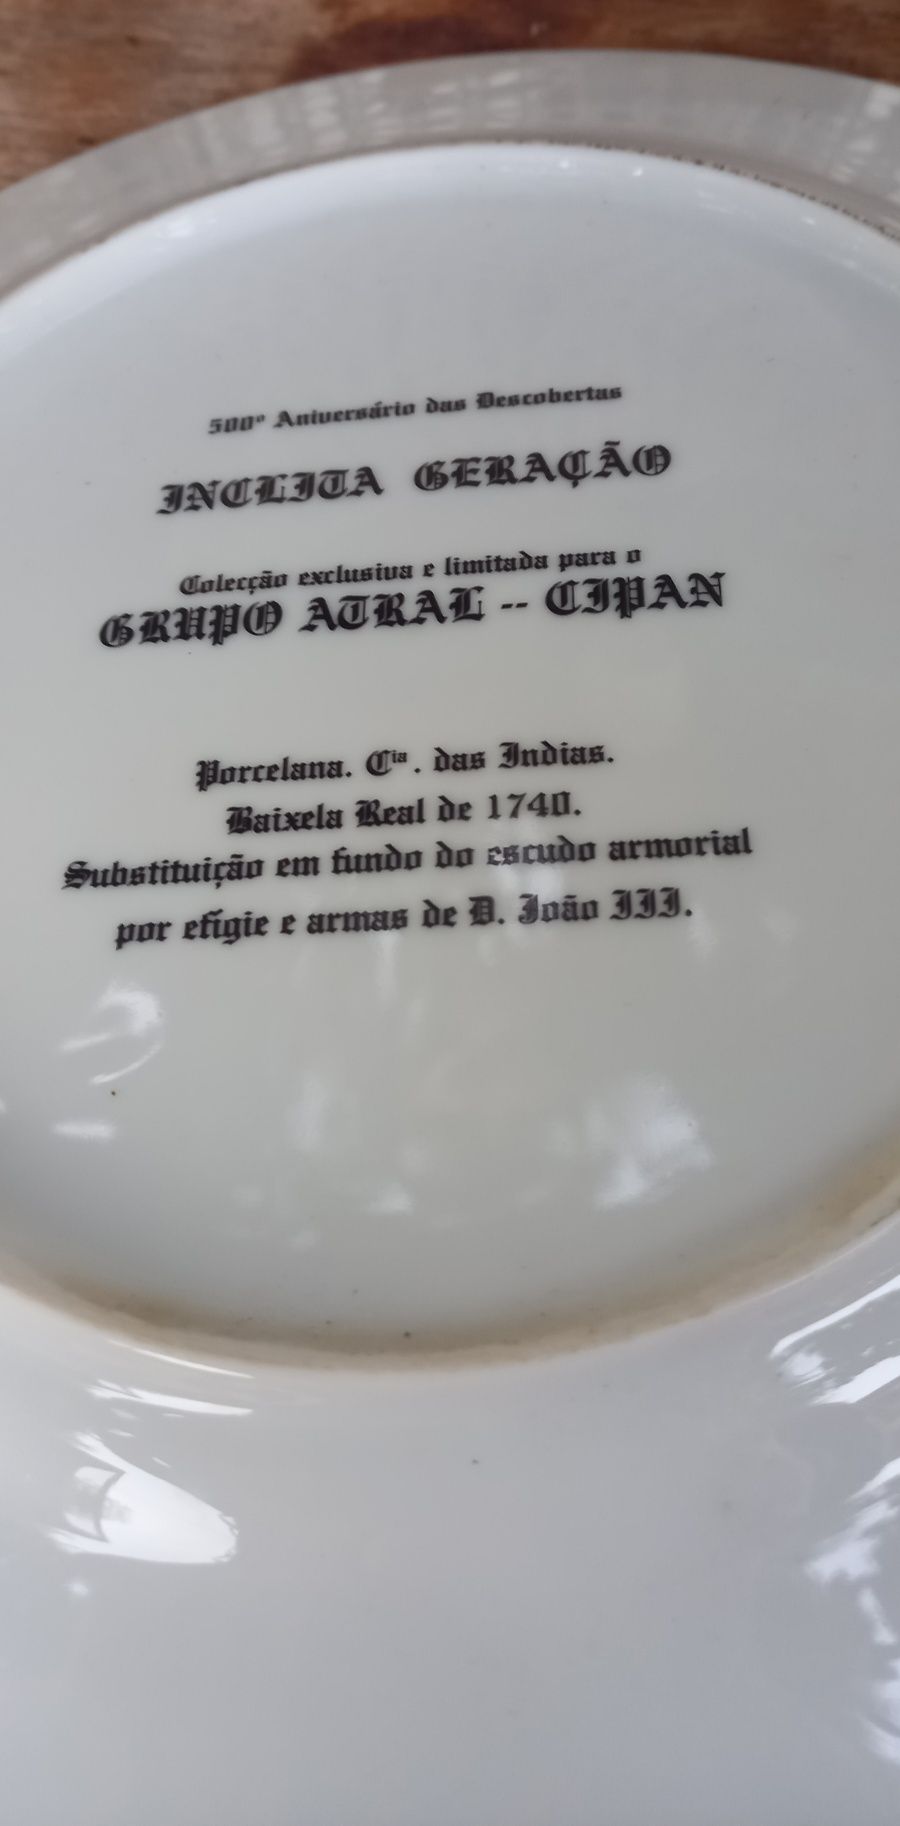 500º Aniversário das Descobertas
INCLITA GERAÇÃO
Colecção exclusiva e limitada para o
GRUPO ATRAL -- CIPAN
Porcelana. Cia. das Indias.
Baixela Real de 1740.
Substituição em fundo do escudo armorial
por efigie e armas de D. João III.